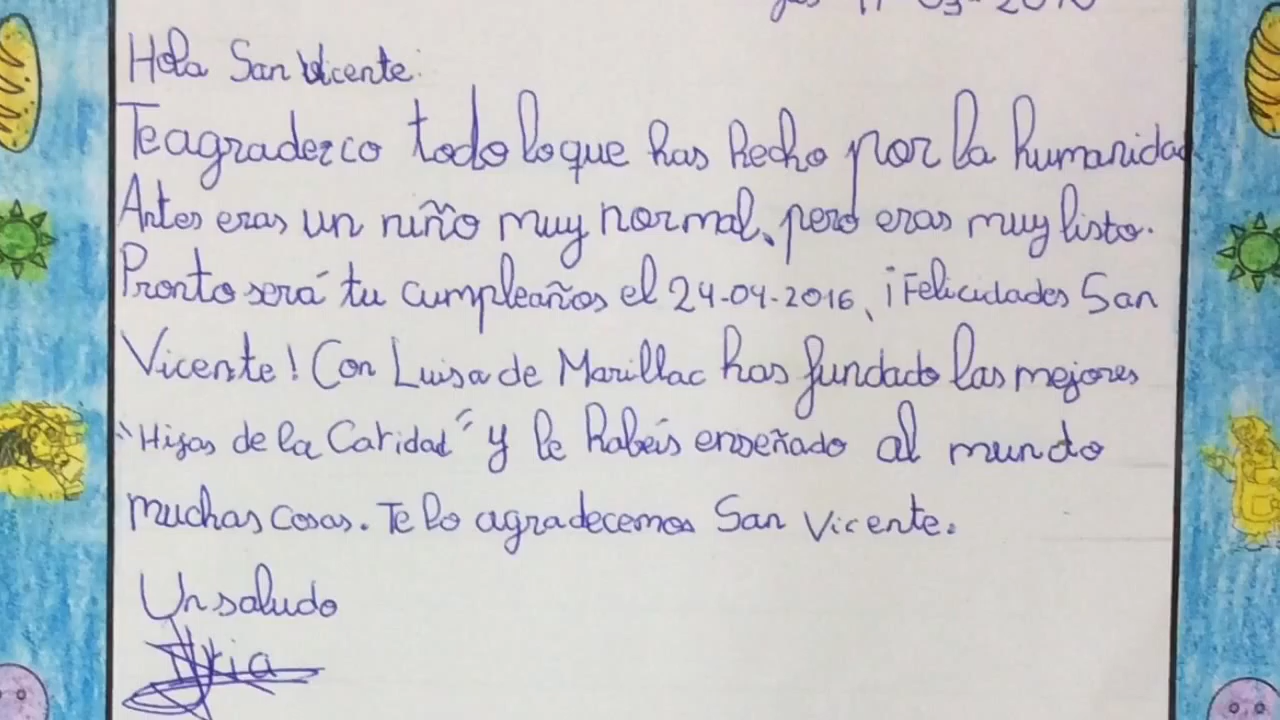 17-03-2016
Hola San Vicente.
Te agradezco todo lo que has hecho por la humanidad
Antes eras un niño muy normal, pero eras muy listo.
Pronto será tu cumpleaños el 24-04-2016, ¡Felicidades San
Vicente! Con Luisa de Marillac has fundado las mejores
"Hijas de la Caridad" y le habéis enseñado al mundo
muchas cosas. Te lo agradecemos San Vicente.
Un saludo